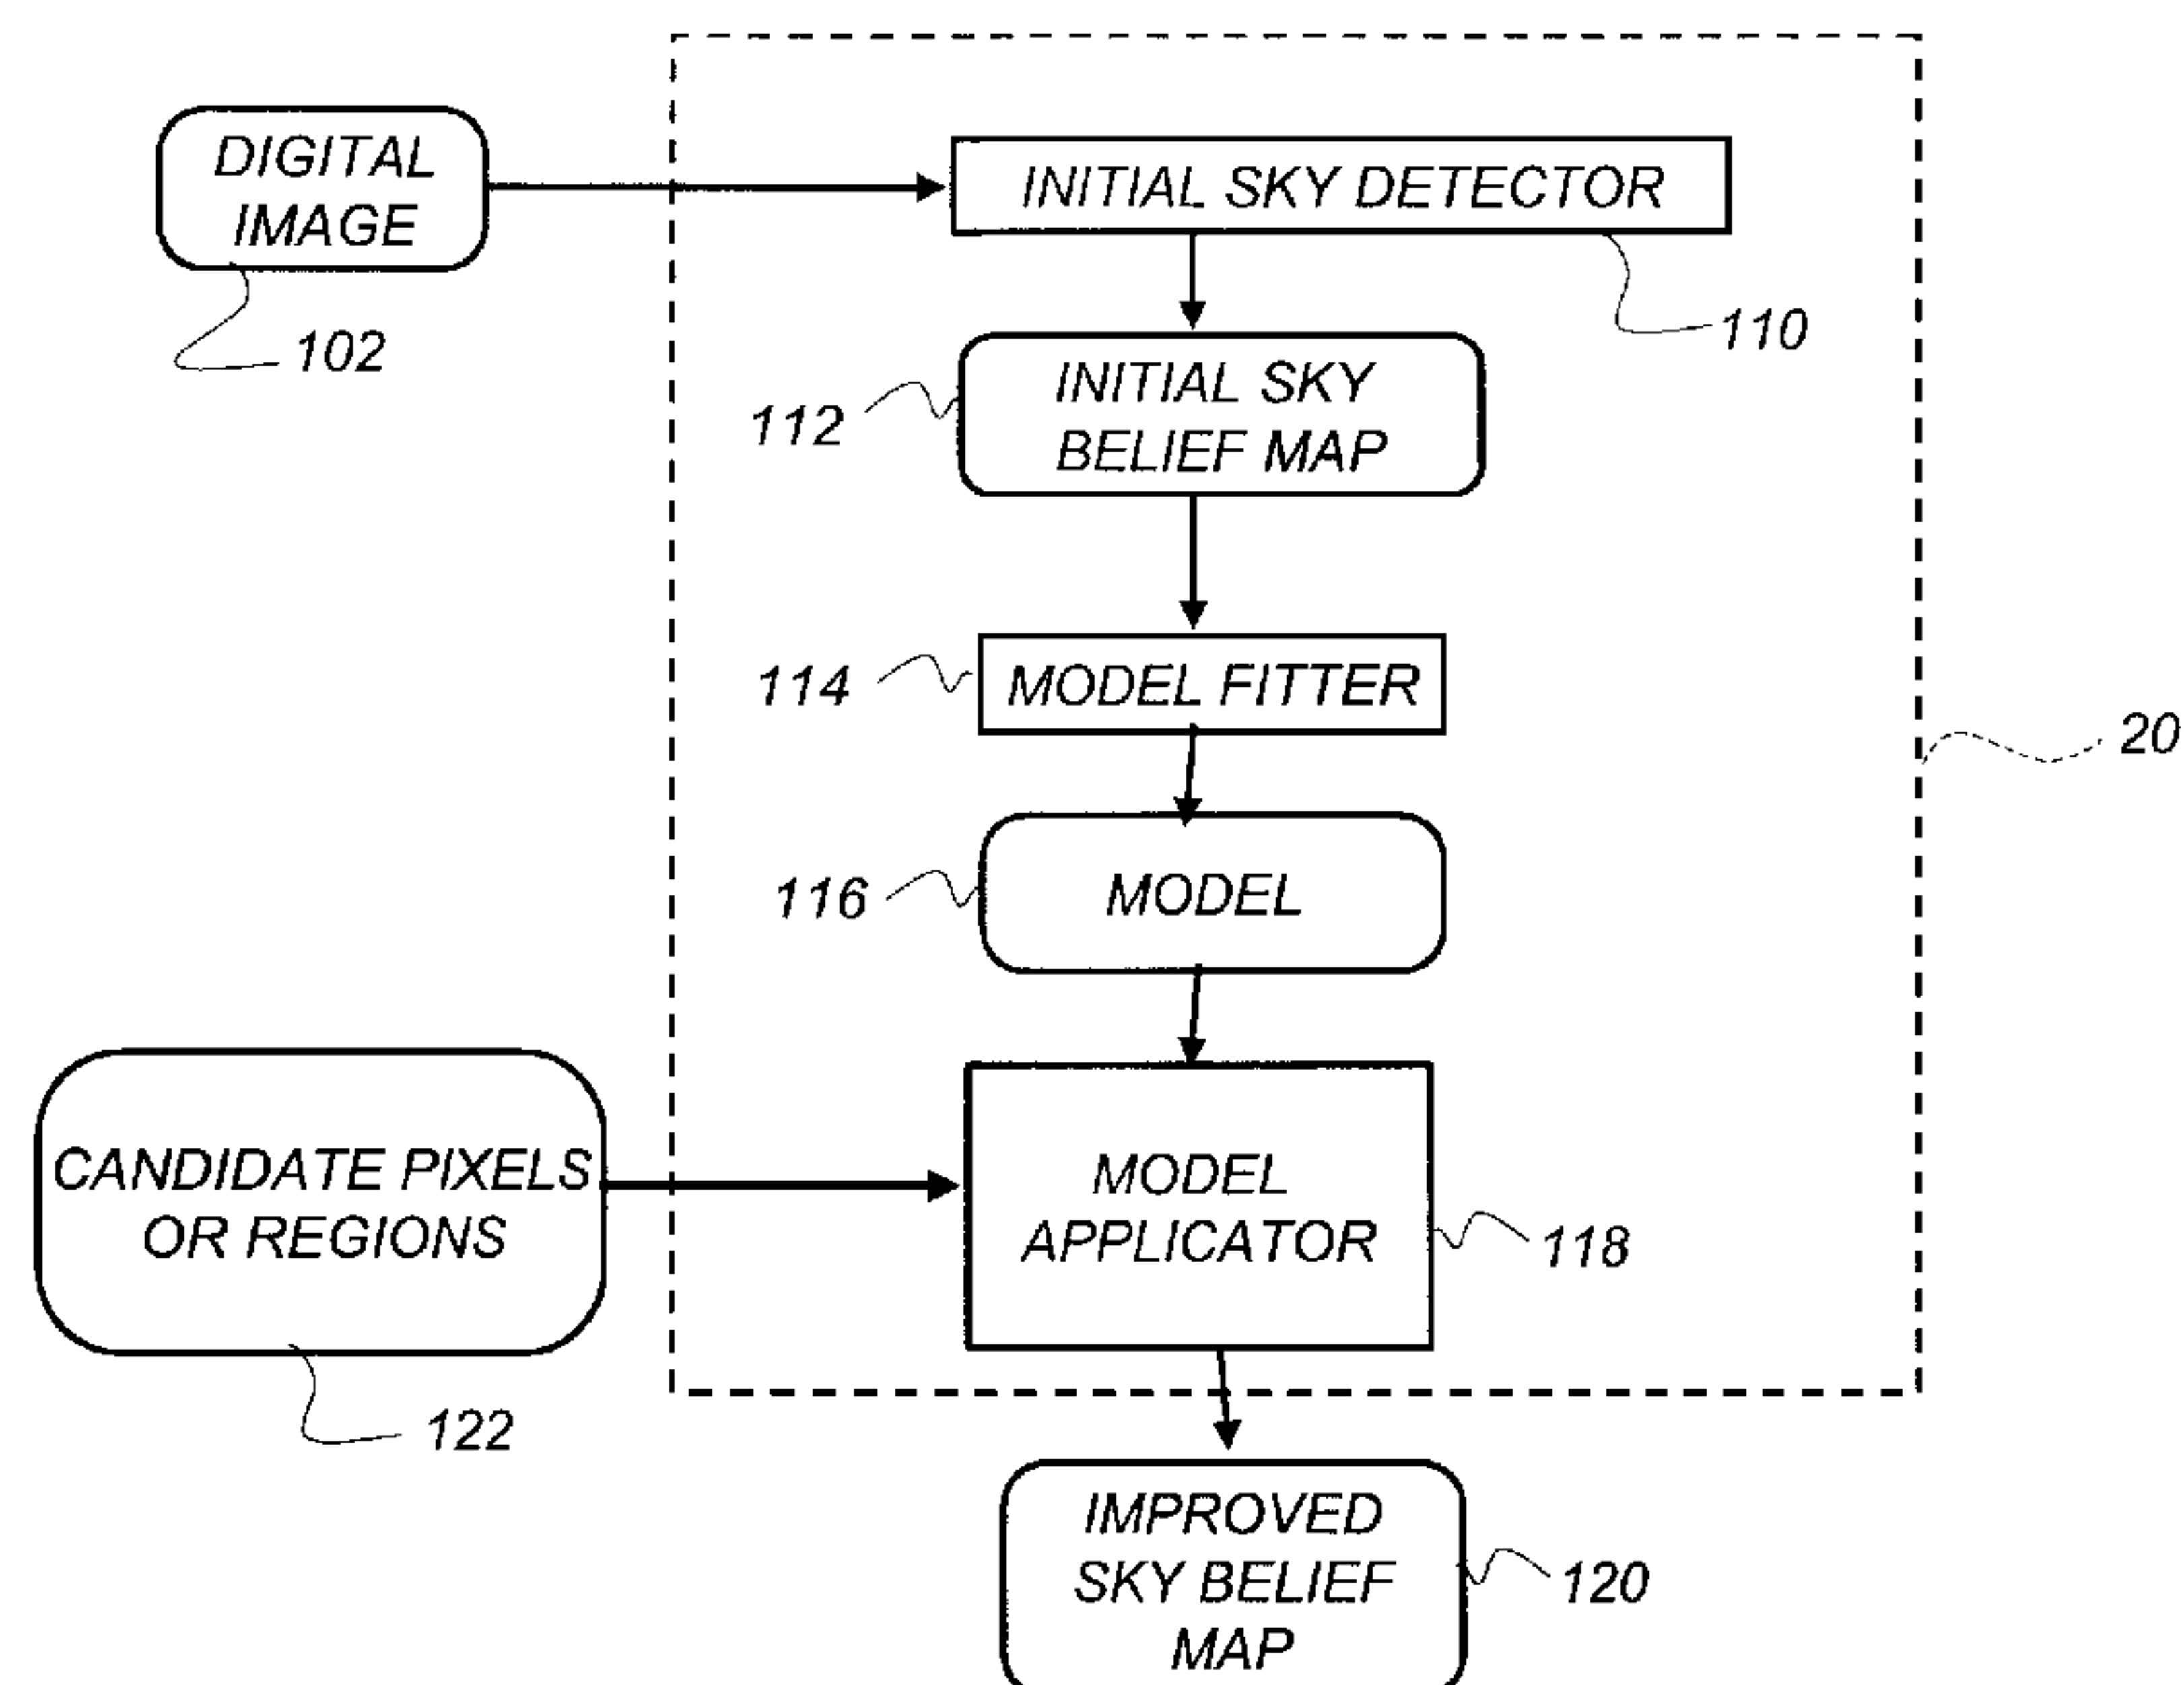 DIGITAL
IMAGE
102
INITIAL SKY DETECTOR
110
INITIAL SKY
BELIEF MAP
112
MODEL FITTER
114
20
MODEL
116
CANDIDATE PIXELS
OR REGIONS
122
MODEL
APPLICATOR
118
IMPROVED
SKY BELIEF
MAP
120